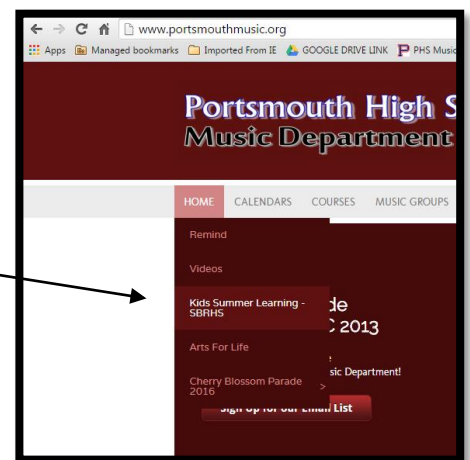 www.portsmouthmusic.org
Apps Managed bookmarks Imported From IE GOOGLE DRIVE LINK PHS Music
Portsmouth High S
Music Department
HOME CALENDARS COURSES MUSIC GROUPS
Remind
Videos
Kids Summer Learning -
SBRHS
de
C 2013
Arts For Life
sic Department!
Cherry Blossom Parade
2016 >
Sign Up for our Email List